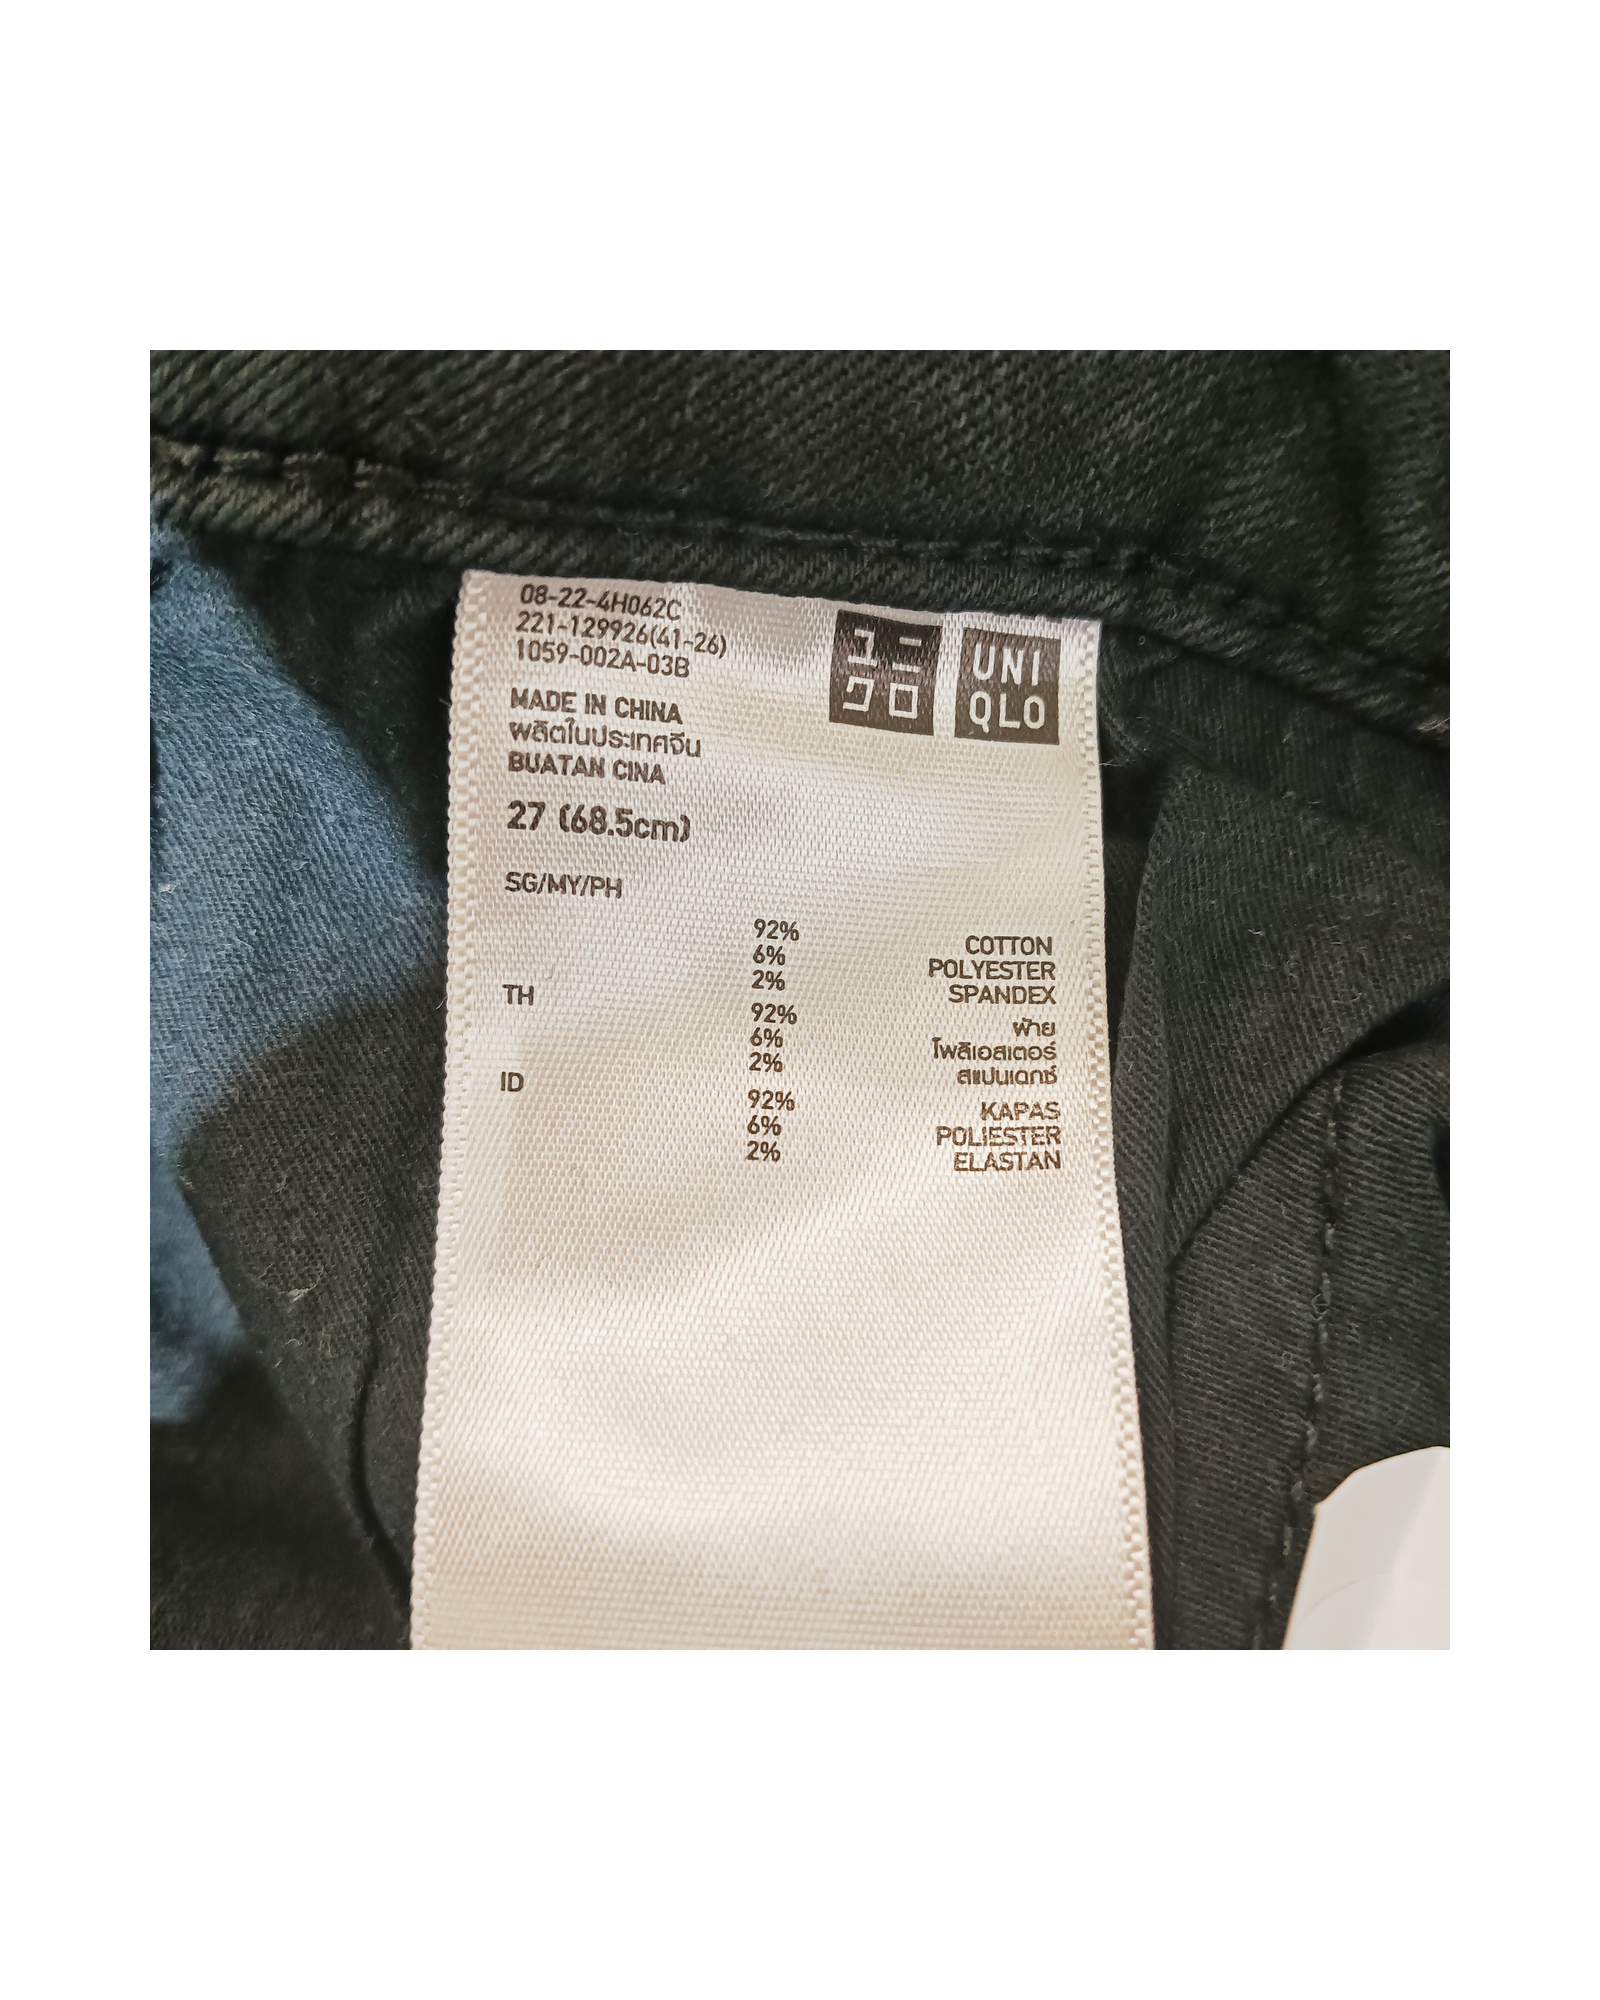 08-22-4H062C
221-129926(41-26)
1059-002A-03B
ユニ
クロ
UNI
QLO
MADE IN CHINA
ผลิตในประเทศจีน
BUATAN CINA
27 (68.5cm)
SG/MY/PH
92% COTTON
6% POLYESTER
2% SPANDEX
TH
92% ฝ้าย
6% โพลิเอสเตอร์
2% สแปนเดกซ์
ID
92% KAPAS
6% POLIESTER
2% ELASTAN